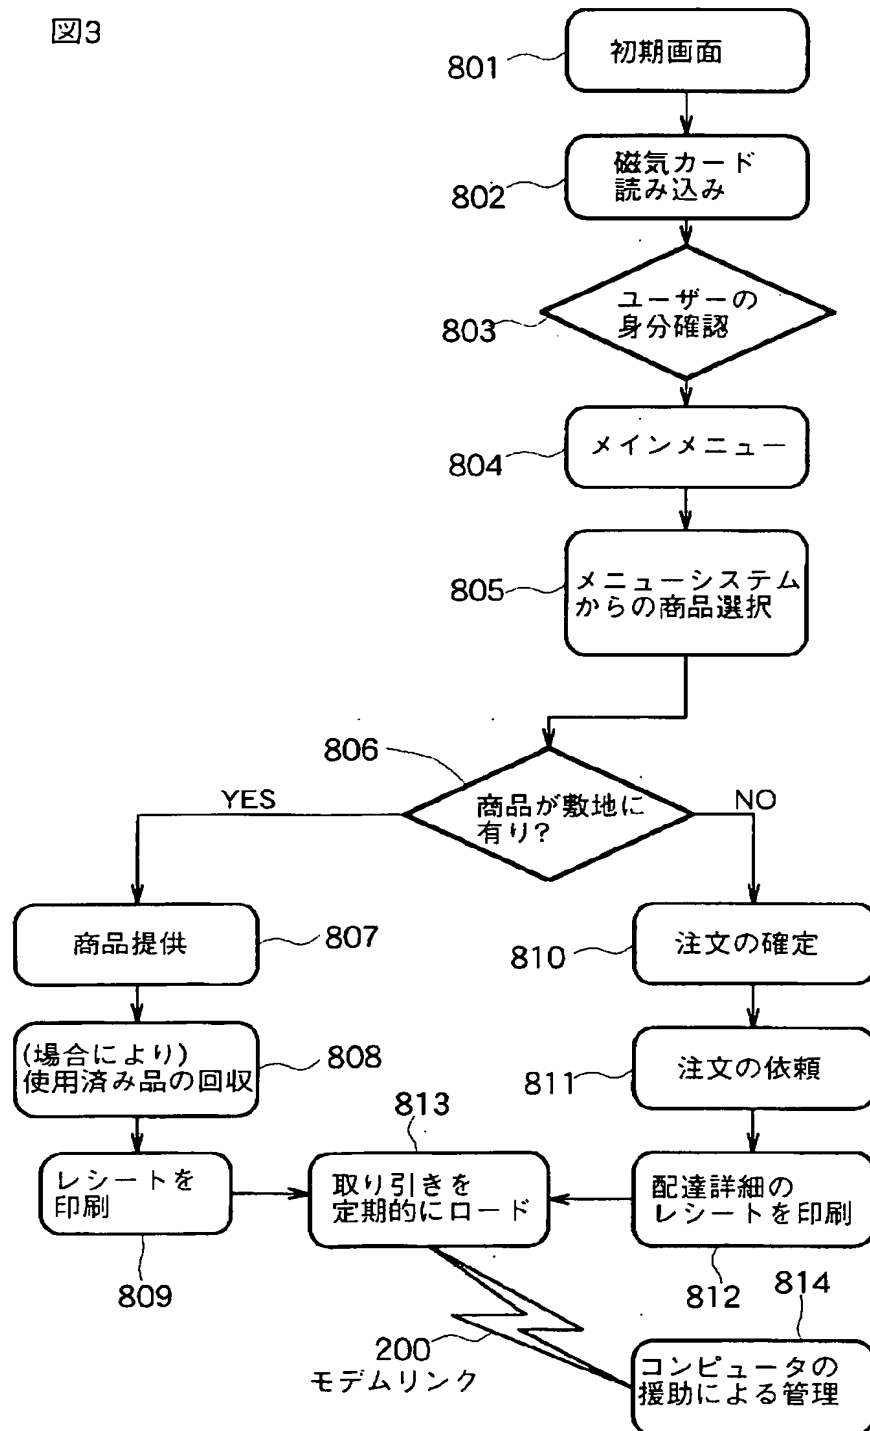 図3
初期画面
801
磁気カード
読み込み
802
ユーザーの
身分確認
803
メインメニュー
804
メニューシステム
からの商品選択
805
806
商品が敷地に
有り?
YES
NO
商品提供
807
注文の確定
810
(場合により)
使用済み品の回収
808
注文の依頼
811
813
レシートを
印刷
809
取り引きを
定期的にロード
配達詳細の
レシートを印刷
812
814
200
モデムリンク
コンピュータの
援助による管理